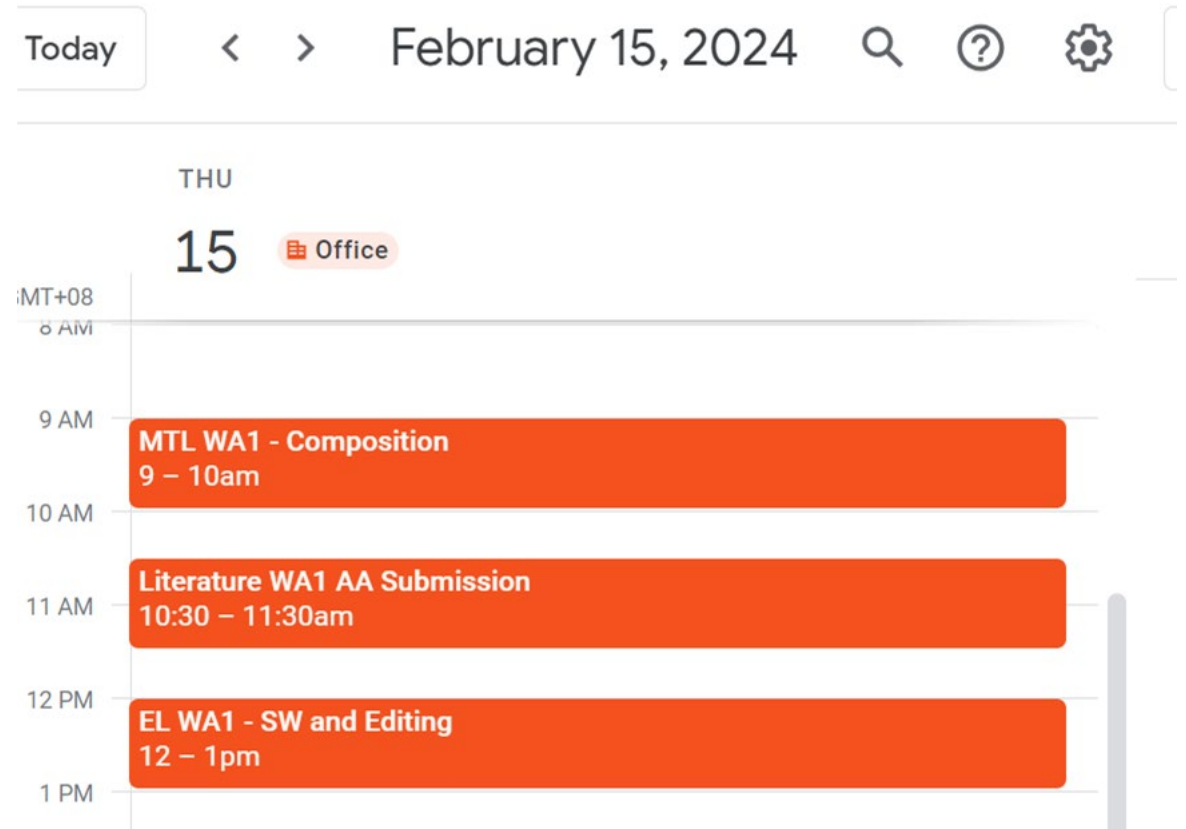 Today
February 15, 2024
THU
15
Office
MT+08
8 AM
9 AM
MTL WA1 - Composition
9 – 10am
10 AM
Literature WA1 AA Submission
10:30 – 11:30am
11 AM
12 PM
EL WA1 - SW and Editing
12 – 1pm
1 PM